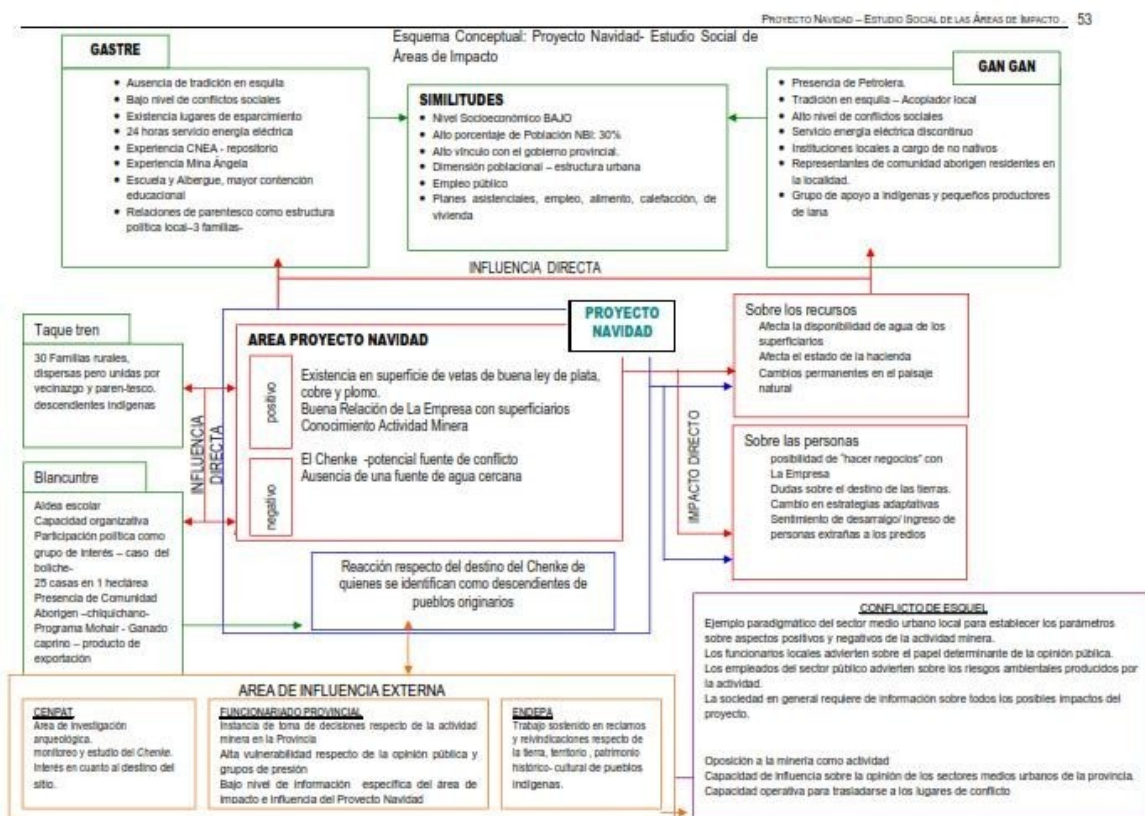 PROYECTO NAVIDAD – ESTUDIO SOCIAL DE LAS ÁREAS DE IMPACTO . 53
Esquema Conceptual: Proyecto Navidad- Estudio Social de
Áreas de Impacto
GASTRE
• Ausencia de tradición en esquila
• Bajo nivel de conflictos sociales
• Existencia lugares de esparcimiento
• 24 horas servicio energía eléctrica
• Experiencia CNEA - repositorio
• Experiencia Mina Ángela
• Escuela y Albergue, mayor contención
educacional
• Relaciones de parentesco como estructura
política local–3 familias-
SIMILITUDES
• Nivel Socioeconómico BAJO
• Alto porcentaje de Población NBI: 30%
• Alto vínculo con el gobierno provincial.
• Dimensión poblacional – estructura urbana
• Empleo público
• Planes asistenciales, empleo, alimento, calefacción, de
vivienda
GAN GAN
• Presencia de Petrolera.
• Tradición en esquila – Acopiador local
• Alto nivel de conflictos sociales
• Servicio energía eléctrica discontinuo
• Instituciones locales a cargo de no nativos
• Representantes de comunidad aborigen residentes en
la localidad.
• Grupo de apoyo a indígenas y pequeños productores
de lana
INFLUENCIA DIRECTA
Taque tren
30 Familias rurales,
dispersas pero unidas por
vecinazgo y paren-tesco.
descendientes indígenas
Blancuntre
Aldea escolar
Capacidad organizativa
Participación política como
grupo de interés – caso del
boliche-
25 casas en 1 hectárea
Presencia de Comunidad
Aborigen –chiquichano-
Programa Mohair - Ganado
caprino – producto de
exportación
INFLUENCIA
DIRECTA
PROYECTO
NAVIDAD
AREA PROYECTO NAVIDAD
positivo
Existencia en superficie de vetas de buena ley de plata,
cobre y plomo.
Buena Relación de La Empresa con superficiarios
Conocimiento Actividad Minera
negativo
El Chenke -potencial fuente de conflicto
Ausencia de una fuente de agua cercana
Reacción respecto del destino del Chenke de
quienes se identifican como descendientes de
pueblos originarios
IMPACTO DIRECTO
Sobre los recursos
Afecta la disponibilidad de agua de los
superficiarios
Afecta el estado de la hacienda
Cambios permanentes en el paisaje
natural
Sobre las personas
posibilidad de "hacer negocios" con
La Empresa
Dudas sobre el destino de las tierras.
Cambio en estrategias adaptativas
Sentimiento de desarraigo/ ingreso de
personas extrañas a los predios
AREA DE INFLUENCIA EXTERNA
CENPAT
Area de investigación
arqueológica.
monitoreo y estudio del Chenke.
Interés en cuanto al destino del
sitio.
FUNCIONARIADO PROVINCIAL
Instancia de toma de decisiones respecto de la actividad
minera en la Provincia
Alta vulnerabilidad respecto de la opinión pública y
grupos de presión
Bajo nivel de información específica del área de
Impacto e Influencia del Proyecto Navidad
ENDEPA
Trabajo sostenido en reclamos
y reivindicaciones respecto de
la tierra, territorio , patrimonio
histórico- cultural de pueblos
indígenas.
CONFLICTO DE ESQUEL
Ejemplo paradigmático del sector medio urbano local para establecer los parámetros
sobre aspectos positivos y negativos de la actividad minera.
Los funcionarios locales advierten sobre el papel determinante de la opinión pública.
Los empleados del sector público advierten sobre los riesgos ambientales producidos por
la actividad.
La sociedad en general requiere de información sobre todos los posibles impactos del
proyecto.
Oposición a la minería como actividad
Capacidad de influencia sobre la opinión de los sectores medios urbanos de la provincia.
Capacidad operativa para trasladarse a los lugares de conflicto